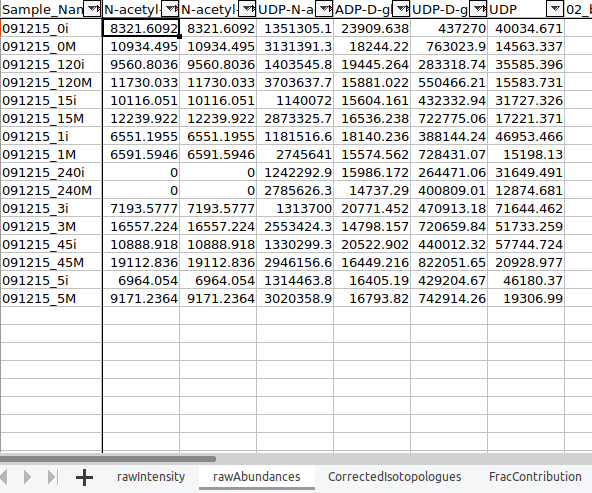 Sample_Nan N-acetyl- N-acetyl- UDP-N-a ADP-D-g UDP-D-g UDP 02_b
091215_0i 8321.6092 8321.6092 1351305.1 23909.638 437270 40034.671
091215_0M 10934.495 10934.495 3131391.3 18244.22 763023.9 14563.337
091215_120i 9560.8036 9560.8036 1403545.8 19445.264 283318.74 35585.396
091215_120M 11730.033 11730.033 3703637.7 15881.022 550466.21 15583.731
091215_15i 10116.051 10116.051 1140072 15604.161 432332.94 31727.326
091215_15M 12239.922 12239.922 2873325.7 16536.238 722775.06 17221.371
091215_1i 6551.1955 6551.1955 1181516.6 18140.236 388144.24 46953.466
091215_1M 6591.5946 6591.5946 2745641 15574.562 728431.07 15198.13
091215_240i 0 0 1242292.9 15986.172 264471.06 31649.491
091215_240M 0 0 2785626.3 14737.29 400809.01 12874.681
091215_3i 7193.5777 7193.5777 1313700 20771.452 470913.18 71644.462
091215_3M 16557.224 16557.224 2553424.3 14798.157 720659.84 51733.259
091215_45i 10888.918 10888.918 1330299.3 20522.902 440012.32 57744.724
091215_45M 19112.836 19112.836 2946156.6 16449.216 822051.65 20928.977
091215_5i 6964.054 6964.054 1314463.8 16405.19 429204.67 46180.37
091215_5M 9171.2364 9171.2364 3020358.9 16793.82 742914.26 19306.99
rawIntensity rawAbundances CorrectedIsotopologues FracContribution